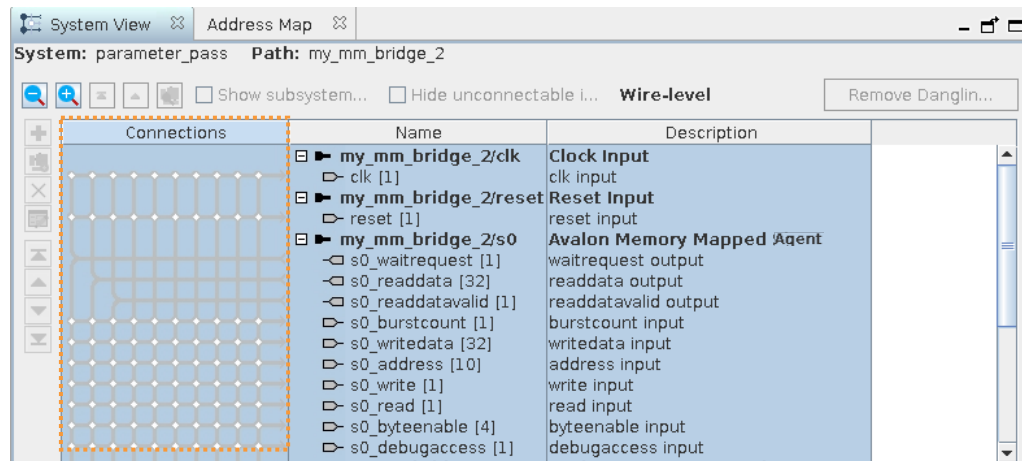 System View Address Map
System: parameter_pass Path: my_mm_bridge_2
Show subsystem... Hide unconnectable i... Wire-level Remove Danglin...
Connections Name Description
my_mm_bridge_2/clk Clock Input
clk [1] clk input
my_mm_bridge_2/reset Reset Input
reset [1] reset input
my_mm_bridge_2/s0 Avalon Memory Mapped Agent
s0_waitrequest [1] waitrequest output
s0_readdata [32] readdata output
s0_readdatavalid [1] readdatavalid output
s0_burstcount [1] burstcount input
s0_writedata [32] writedata input
s0_address [10] address input
s0_write [1] write input
s0_read [1] read input
s0_byteenable [4] byteenable input
s0_debugaccess [1] debugaccess input